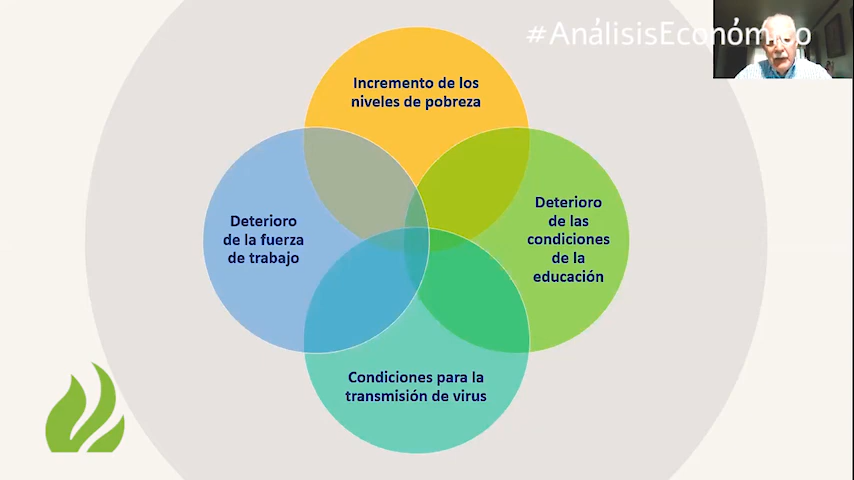 #AnálisisEconómico
Incremento de los
niveles de pobreza
Deterioro
de la fuerza
de trabajo
Deterioro
de las
condiciones
de la
educación
Condiciones para la
transmisión de virus